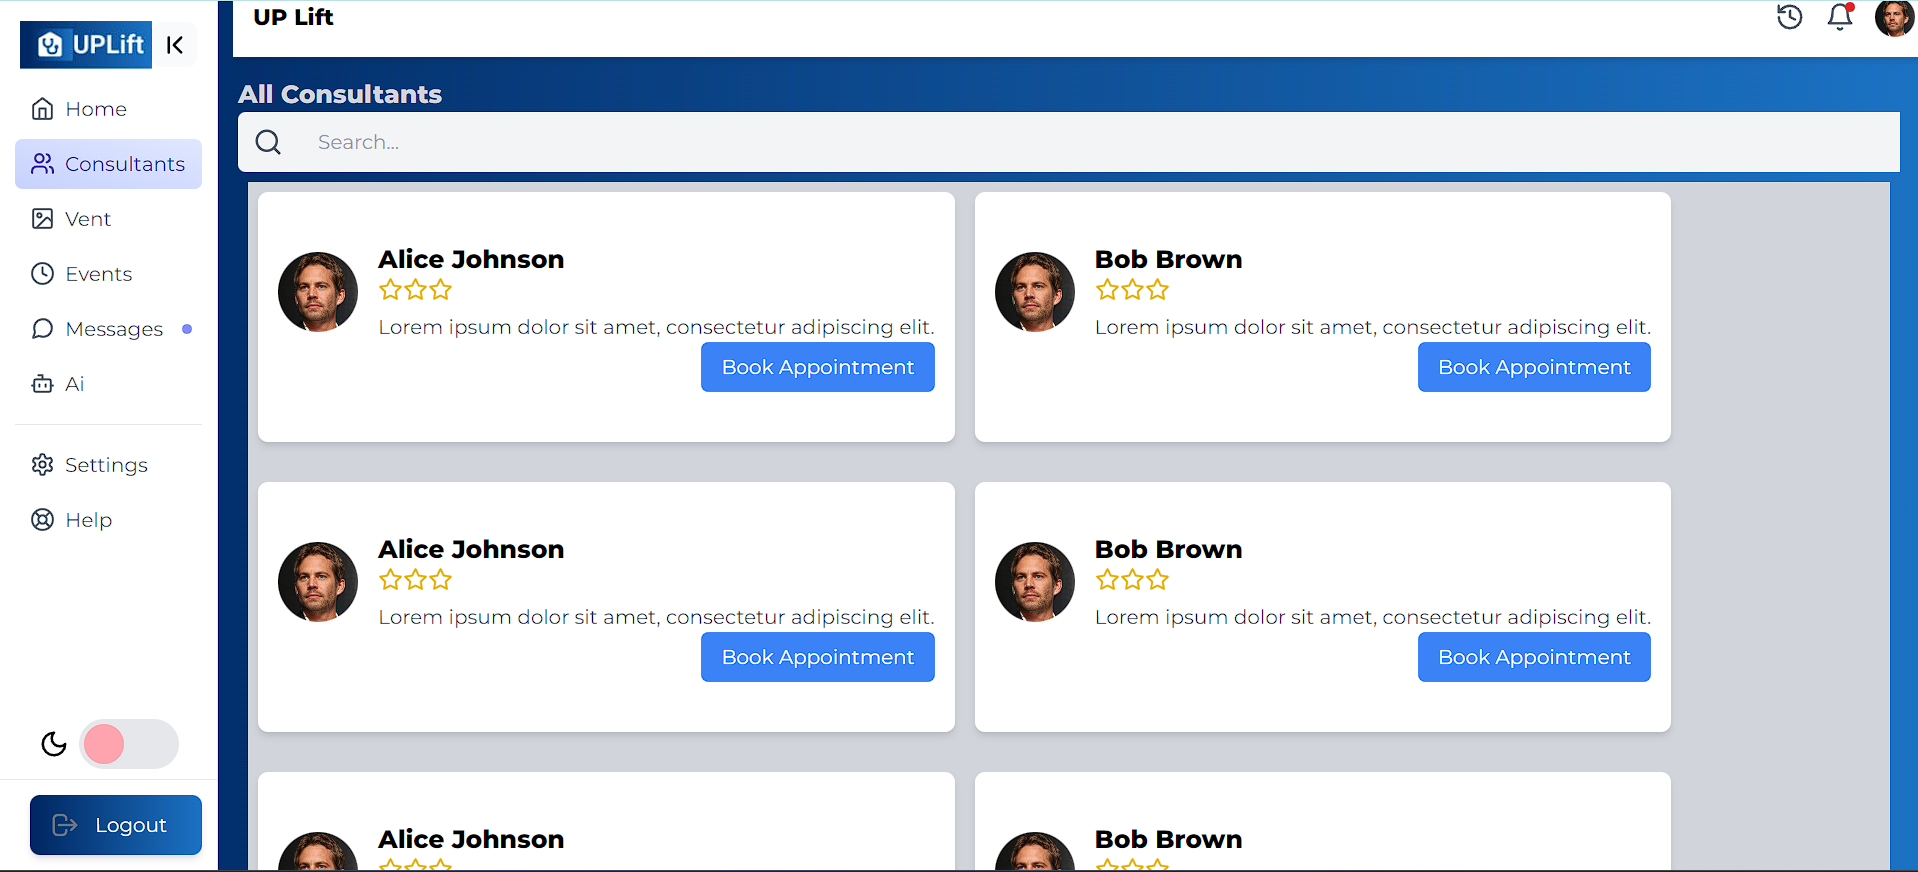 UPLift
Home
Consultants
Vent
Events
Messages
Ai
Settings
Help
Logout
UP Lift
All Consultants
Search...
Alice Johnson
Lorem ipsum dolor sit amet, consectetur adipiscing elit.
Book Appointment
Bob Brown
Lorem ipsum dolor sit amet, consectetur adipiscing elit.
Book Appointment
Alice Johnson
Lorem ipsum dolor sit amet, consectetur adipiscing elit.
Book Appointment
Bob Brown
Lorem ipsum dolor sit amet, consectetur adipiscing elit.
Book Appointment
Alice Johnson
Bob Brown